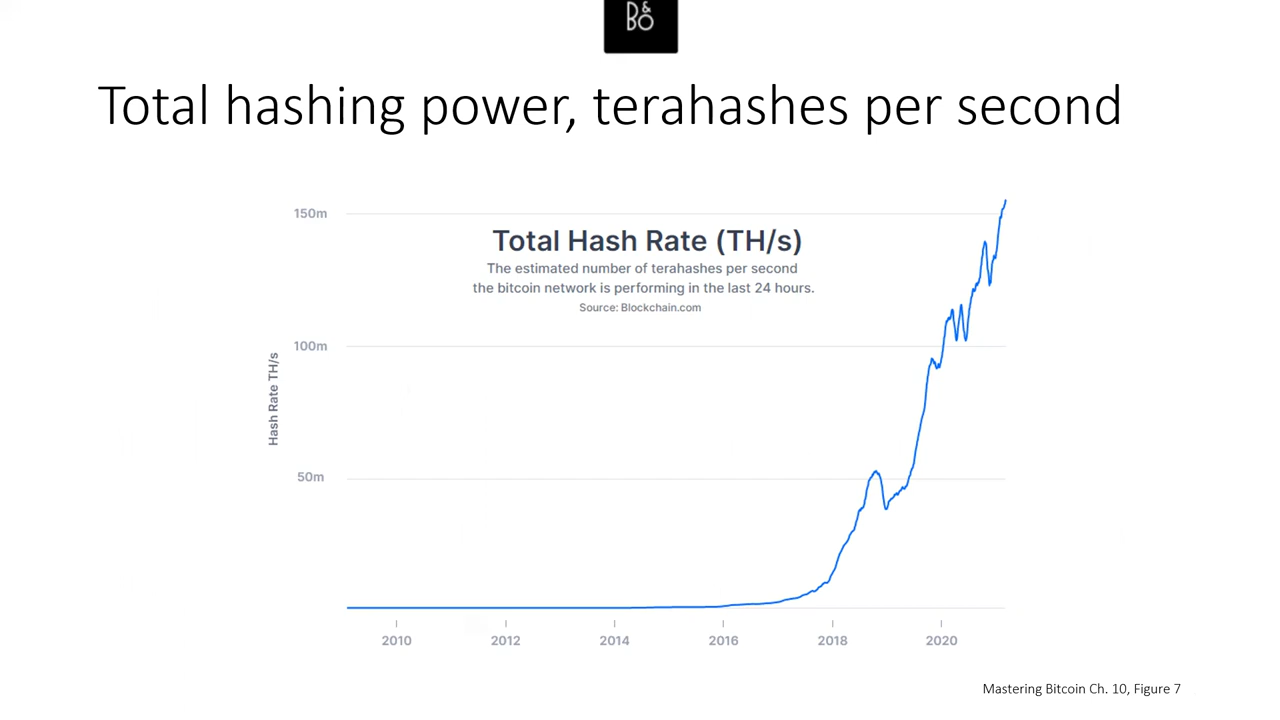 B&O
Total hashing power, terahashes per second
150m
Total Hash Rate (TH/s)
The estimated number of terahashes per second
the bitcoin network is performing in the last 24 hours.
Source: Blockchain.com
100m
Hash Rate TH/s
50m
2010 2012 2014 2016 2018 2020
Mastering Bitcoin Ch. 10, Figure 7